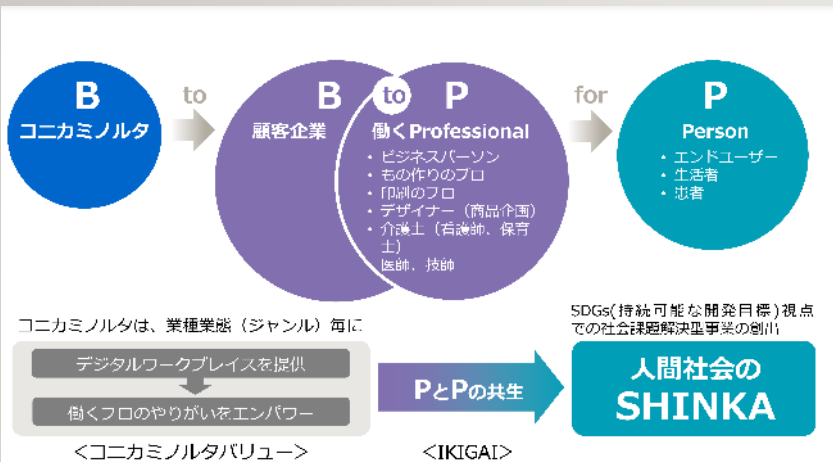 B
コニカミノルタ
to
B
顧客企業
to
P
働くProfessional
・ビジネスパーソン
・もの作りのプロ
・印刷のプロ
・デザイナー（商品企画）
・介護士（看護師、保育
士）
医師、技師
for
P
Person
・エンドユーザー
・生活者
・患者
コニカミノルタは、業種業態（ジャンル）毎に
デジタルワークプレイスを提供
働くプロのやりがいをエンパワー
＜コニカミノルタバリュー＞
PとPの共生
＜IKIGAI＞
SDGs(持続可能な開発目標)視点
での社会課題解決型事業の創出
人間社会の
SHINKA